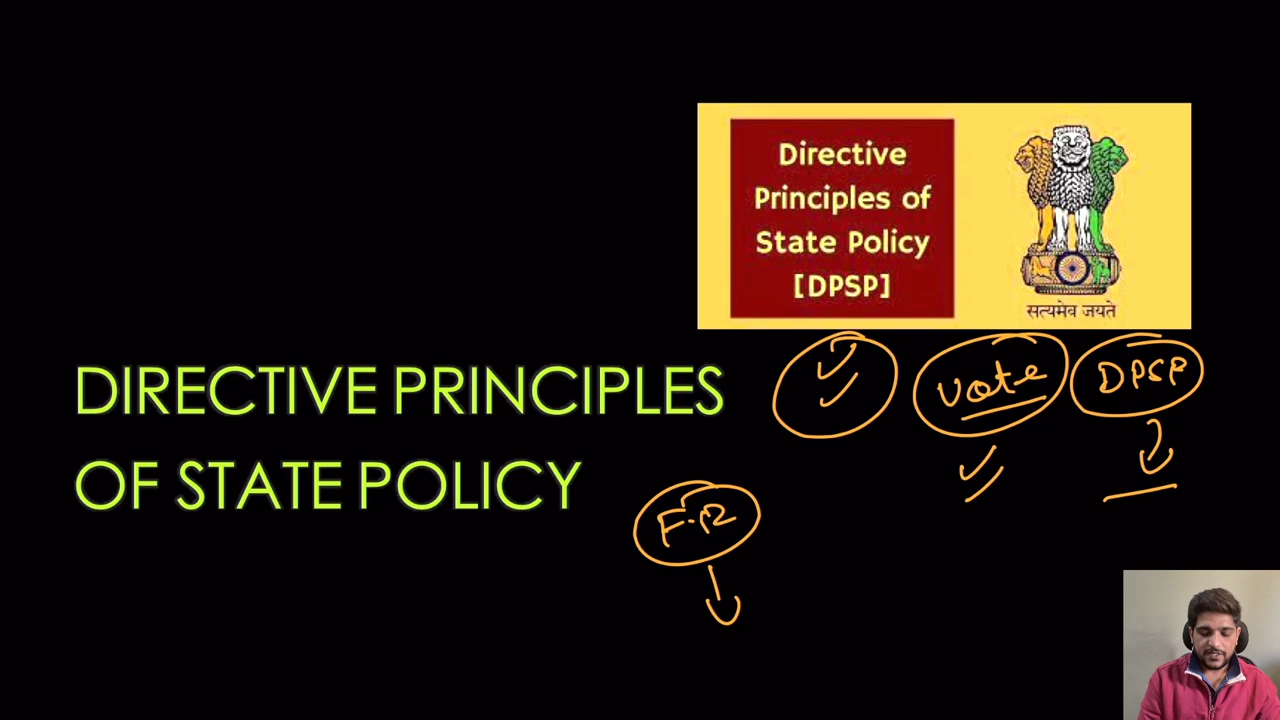 Directive
Principles of
State Policy
[DPSP]
सत्यमेव जयते
DIRECTIVE PRINCIPLES
OF STATE POLICY
vote
DPSP
F.R